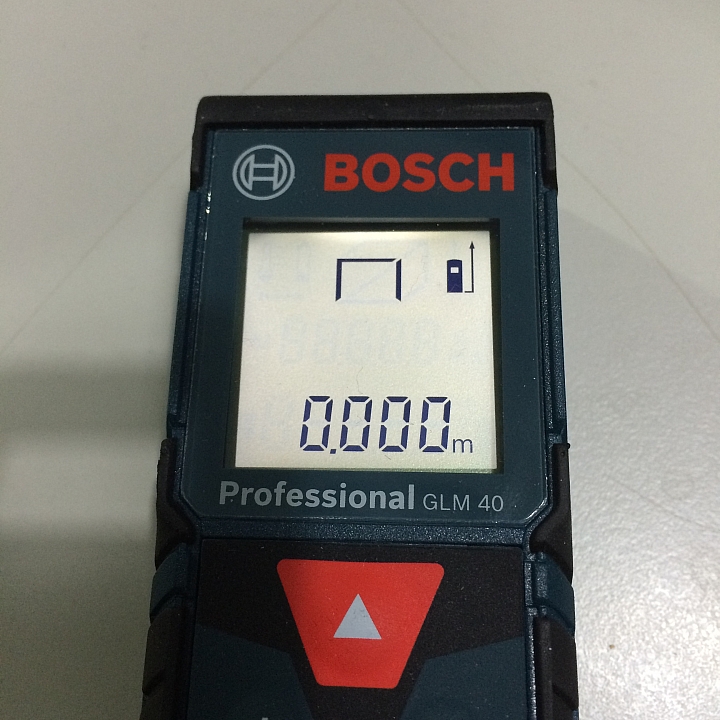 BOSCH
0.000m
Professional GLM 40